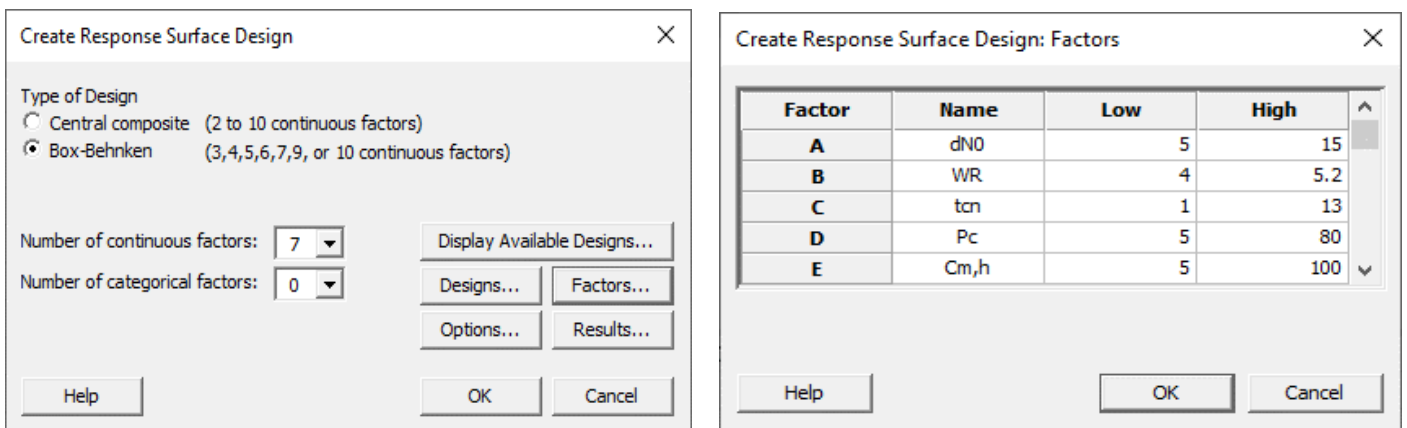 Create Response Surface Design
Type of Design
Central composite (2 to 10 continuous factors)
Box-Behnken (3,4,5,6,7,9, or 10 continuous factors)
Number of continuous factors: 7
Display Available Designs...
Number of categorical factors: 0
Designs... Factors...
Options... Results...
Help OK Cancel
Create Response Surface Design: Factors
Factor Name Low High
A dN0 5 15
B WR 4 5.2
C tcn 1 13
D Pc 5 80
E Cm,h 5 100
Help OK Cancel